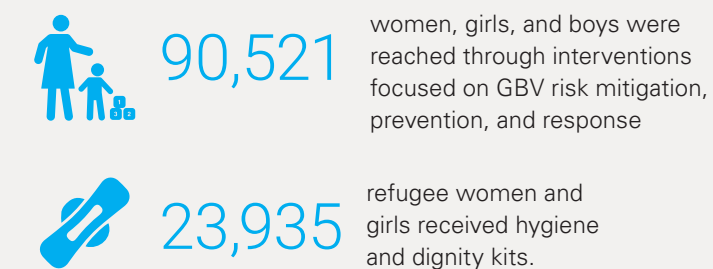 90,521
women, girls, and boys were
reached through interventions
focused on GBV risk mitigation,
prevention, and response
23,935
refugee women and
girls received hygiene
and dignity kits.